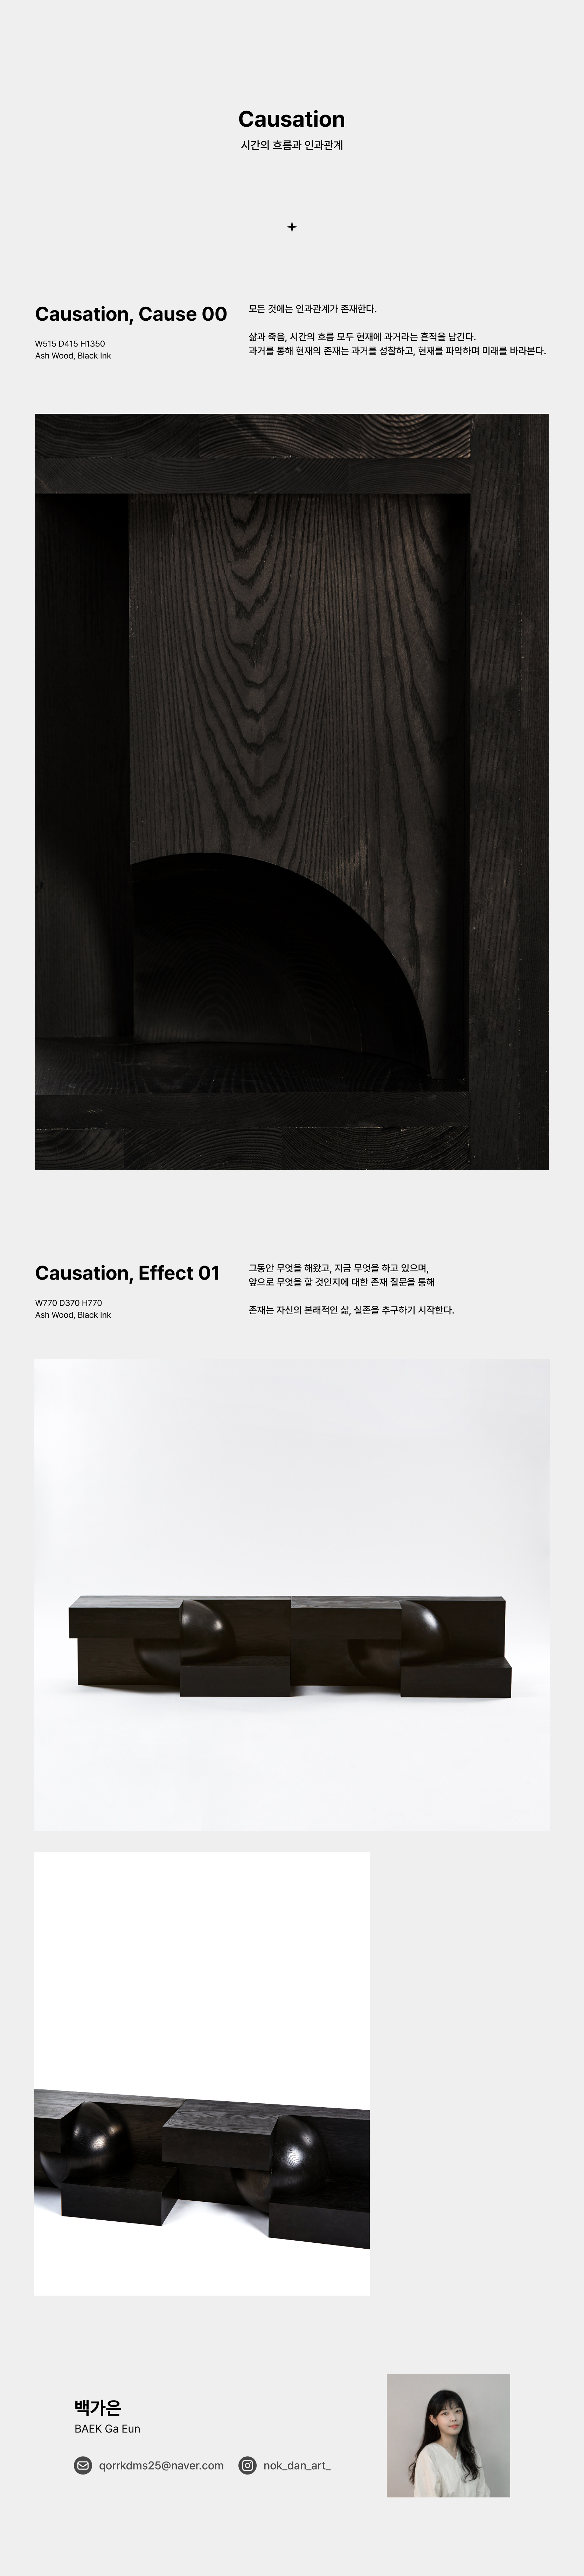 Causation
시간의 흐름과 인과관계
Causation, Cause 00
W515 D415 H1350
Ash Wood, Black Ink
모든 것에는 인과관계가 존재한다.
삶과 죽음, 시간의 흐름 모두 현재에 과거라는 흔적을 남긴다.
과거를 통해 현재의 존재는 과거를 성찰하고, 현재를 파악하며 미래를 바라본다.
Causation, Effect 01
W770 D370 H770
Ash Wood, Black Ink
그동안 무엇을 해왔고, 지금 무엇을 하고 있으며,
앞으로 무엇을 할 것인지에 대한 존재 질문을 통해
존재는 자신의 본래적인 삶, 실존을 추구하기 시작한다.
백가은
BAEK Ga Eun
qorrkdms25@naver.com
nok_dan_art_